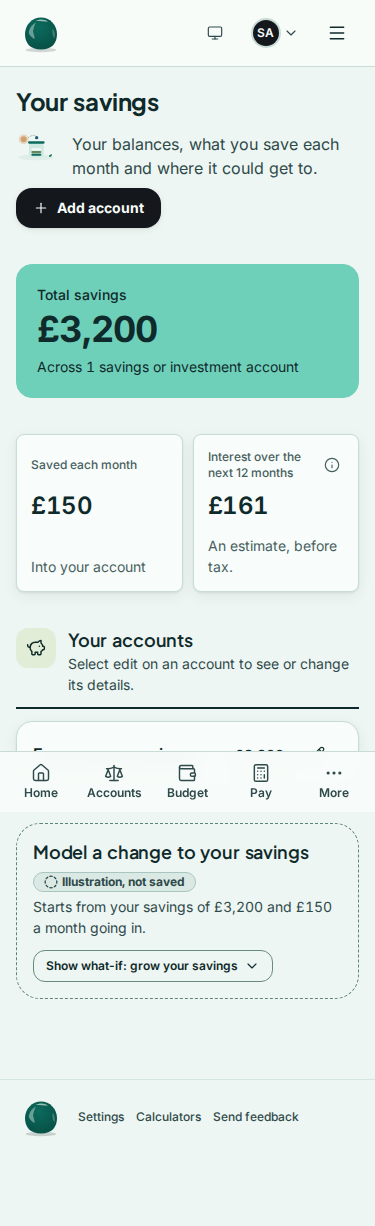 SA
Your savings
Your balances, what you save each
month and where it could get to.
Add account
Total savings
£3,200
Across 1 savings or investment account
Saved each month
£150
Into your account
Interest over the
next 12 months
£161
An estimate, before
tax.
Your accounts
Select edit on an account to see or change
its details.
Home
Accounts
Budget
Pay
More
Model a change to your savings
Illustration, not saved
Starts from your savings of £3,200 and £150
a month going in.
Show what-if: grow your savings
Settings
Calculators
Send feedback